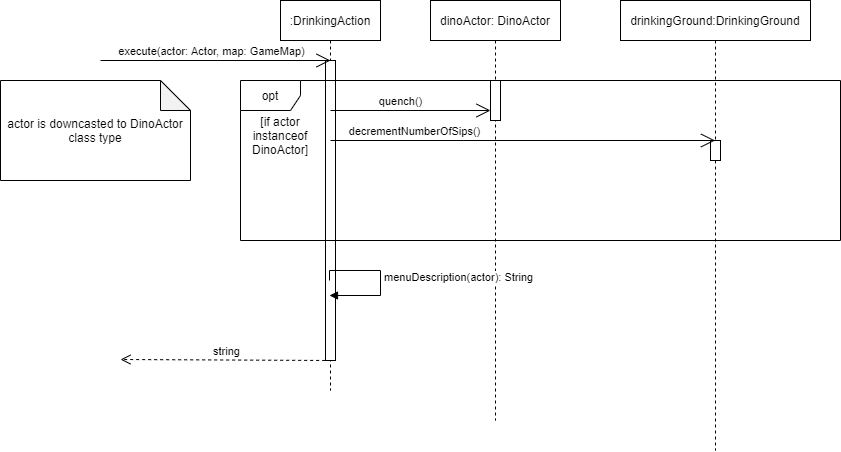 :DrinkingAction
dinoActor: DinoActor
drinkingGround:DrinkingGround
execute(actor: Actor, map: GameMap)
actor is downcasted to DinoActor
class type
opt
quench()
[if actor
instanceof
DinoActor]
decrementNumberOfSips()
menuDescription(actor): String
string